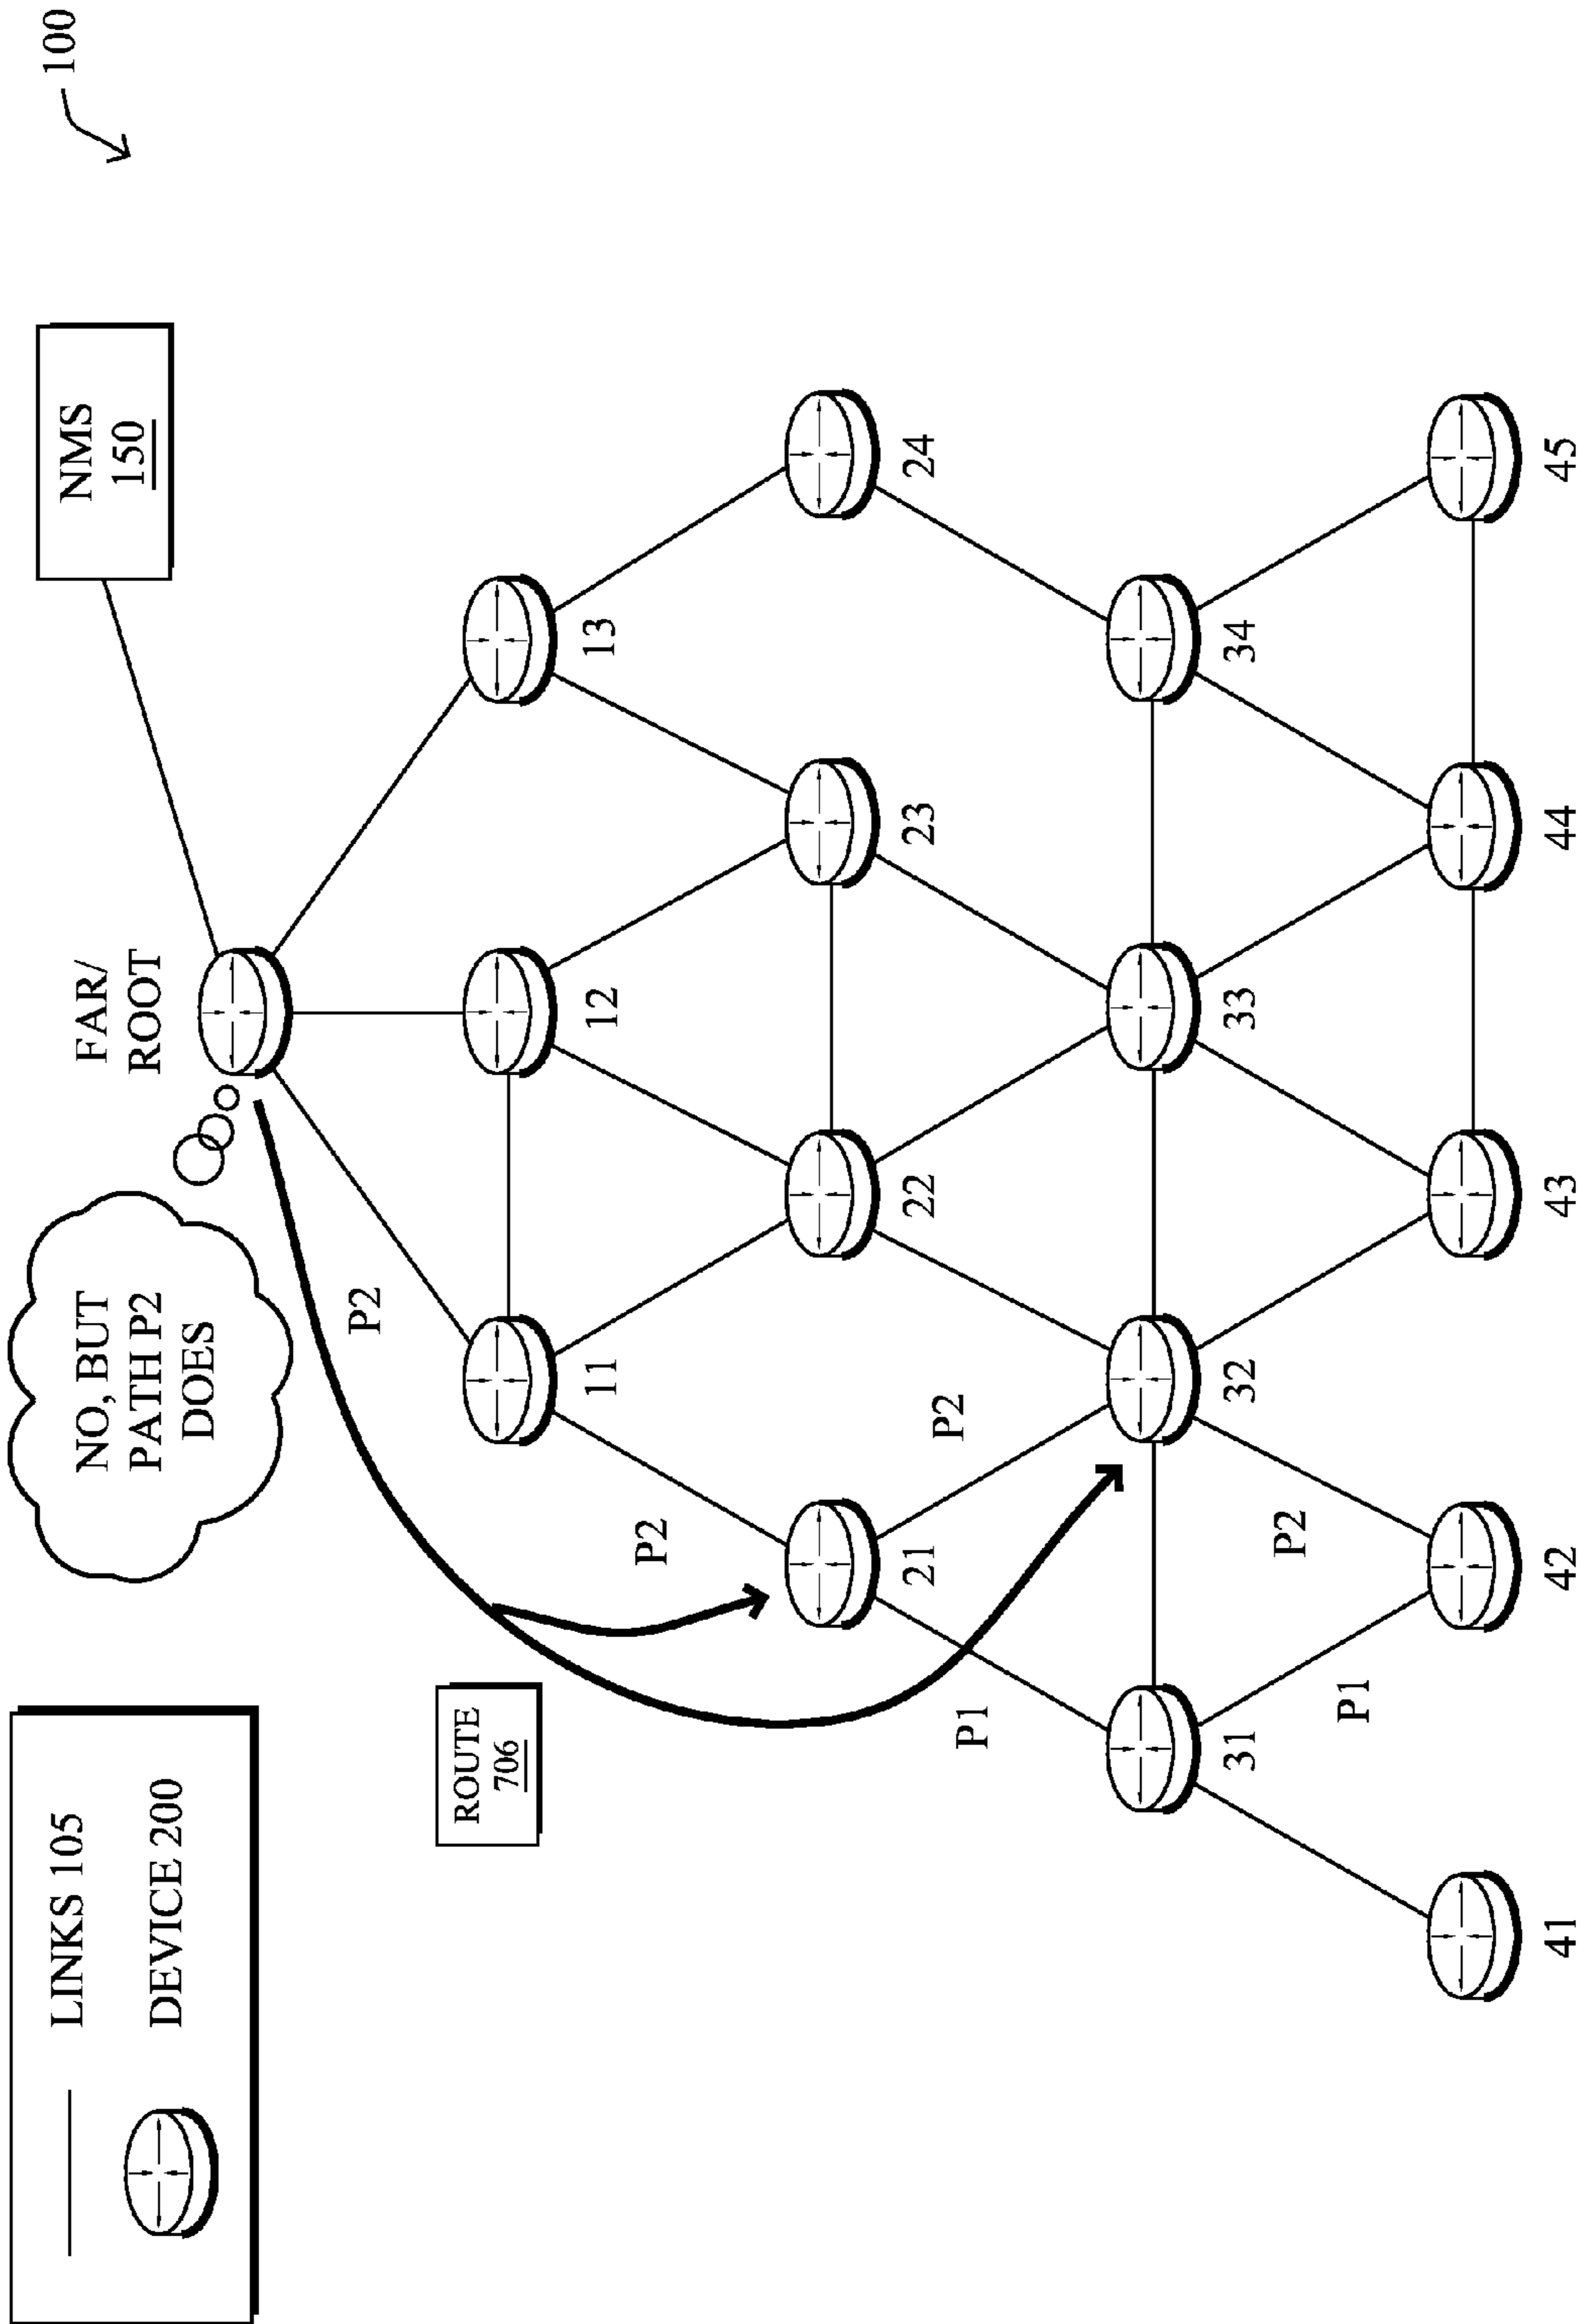 100
LINKS 105
DEVICE 200
NO, BUT
PATH P2
DOES
FAR/
ROOT
NMS
150
P2
11
12
13
ROUTE
706
P2
21
22
23
24
P1
P2
31
32
33
34
P1
P2
41
42
43
44
45